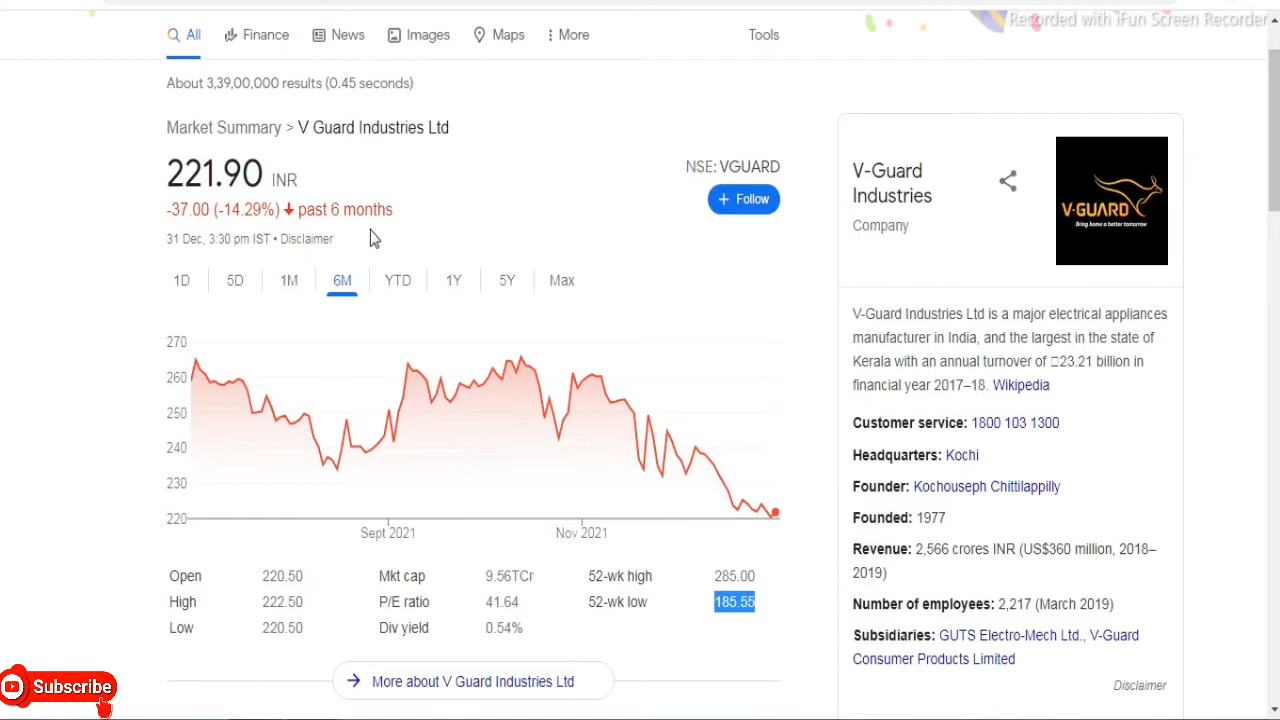 Recorded with iFun Screen Recorder
All
Finance
News
Images
Maps
More
Tools
About 3,39,00,000 results (0.45 seconds)
Market Summary > V Guard Industries Ltd
221.90 INR
NSE: VGUARD
+ Follow
-37.00 (-14.29%) past 6 months
31 Dec, 3:30 pm IST • Disclaimer
1D 5D 1M 6M YTD 1Y 5Y Max
270
260
250
240
230
220
Sept 2021 Nov 2021
Open 220.50 Mkt cap 9.56TCr 52-wk high 285.00
High 222.50 P/E ratio 41.64 52-wk low 185.55
Low 220.50 Div yield 0.54%
More about V Guard Industries Ltd
V-Guard
Industries
Company
V-GUARD
Bring home a better tomorrow
V-Guard Industries Ltd is a major electrical appliances
manufacturer in India, and the largest in the state of
Kerala with an annual turnover of 23.21 billion in
financial year 2017–18. Wikipedia
Customer service: 1800 103 1300
Headquarters: Kochi
Founder: Kochouseph Chittilappilly
Founded: 1977
Revenue: 2,566 crores INR (US$360 million, 2018–
2019)
Number of employees: 2,217 (March 2019)
Subsidiaries: GUTS Electro-Mech Ltd., V-Guard
Consumer Products Limited
Disclaimer
Subscribe